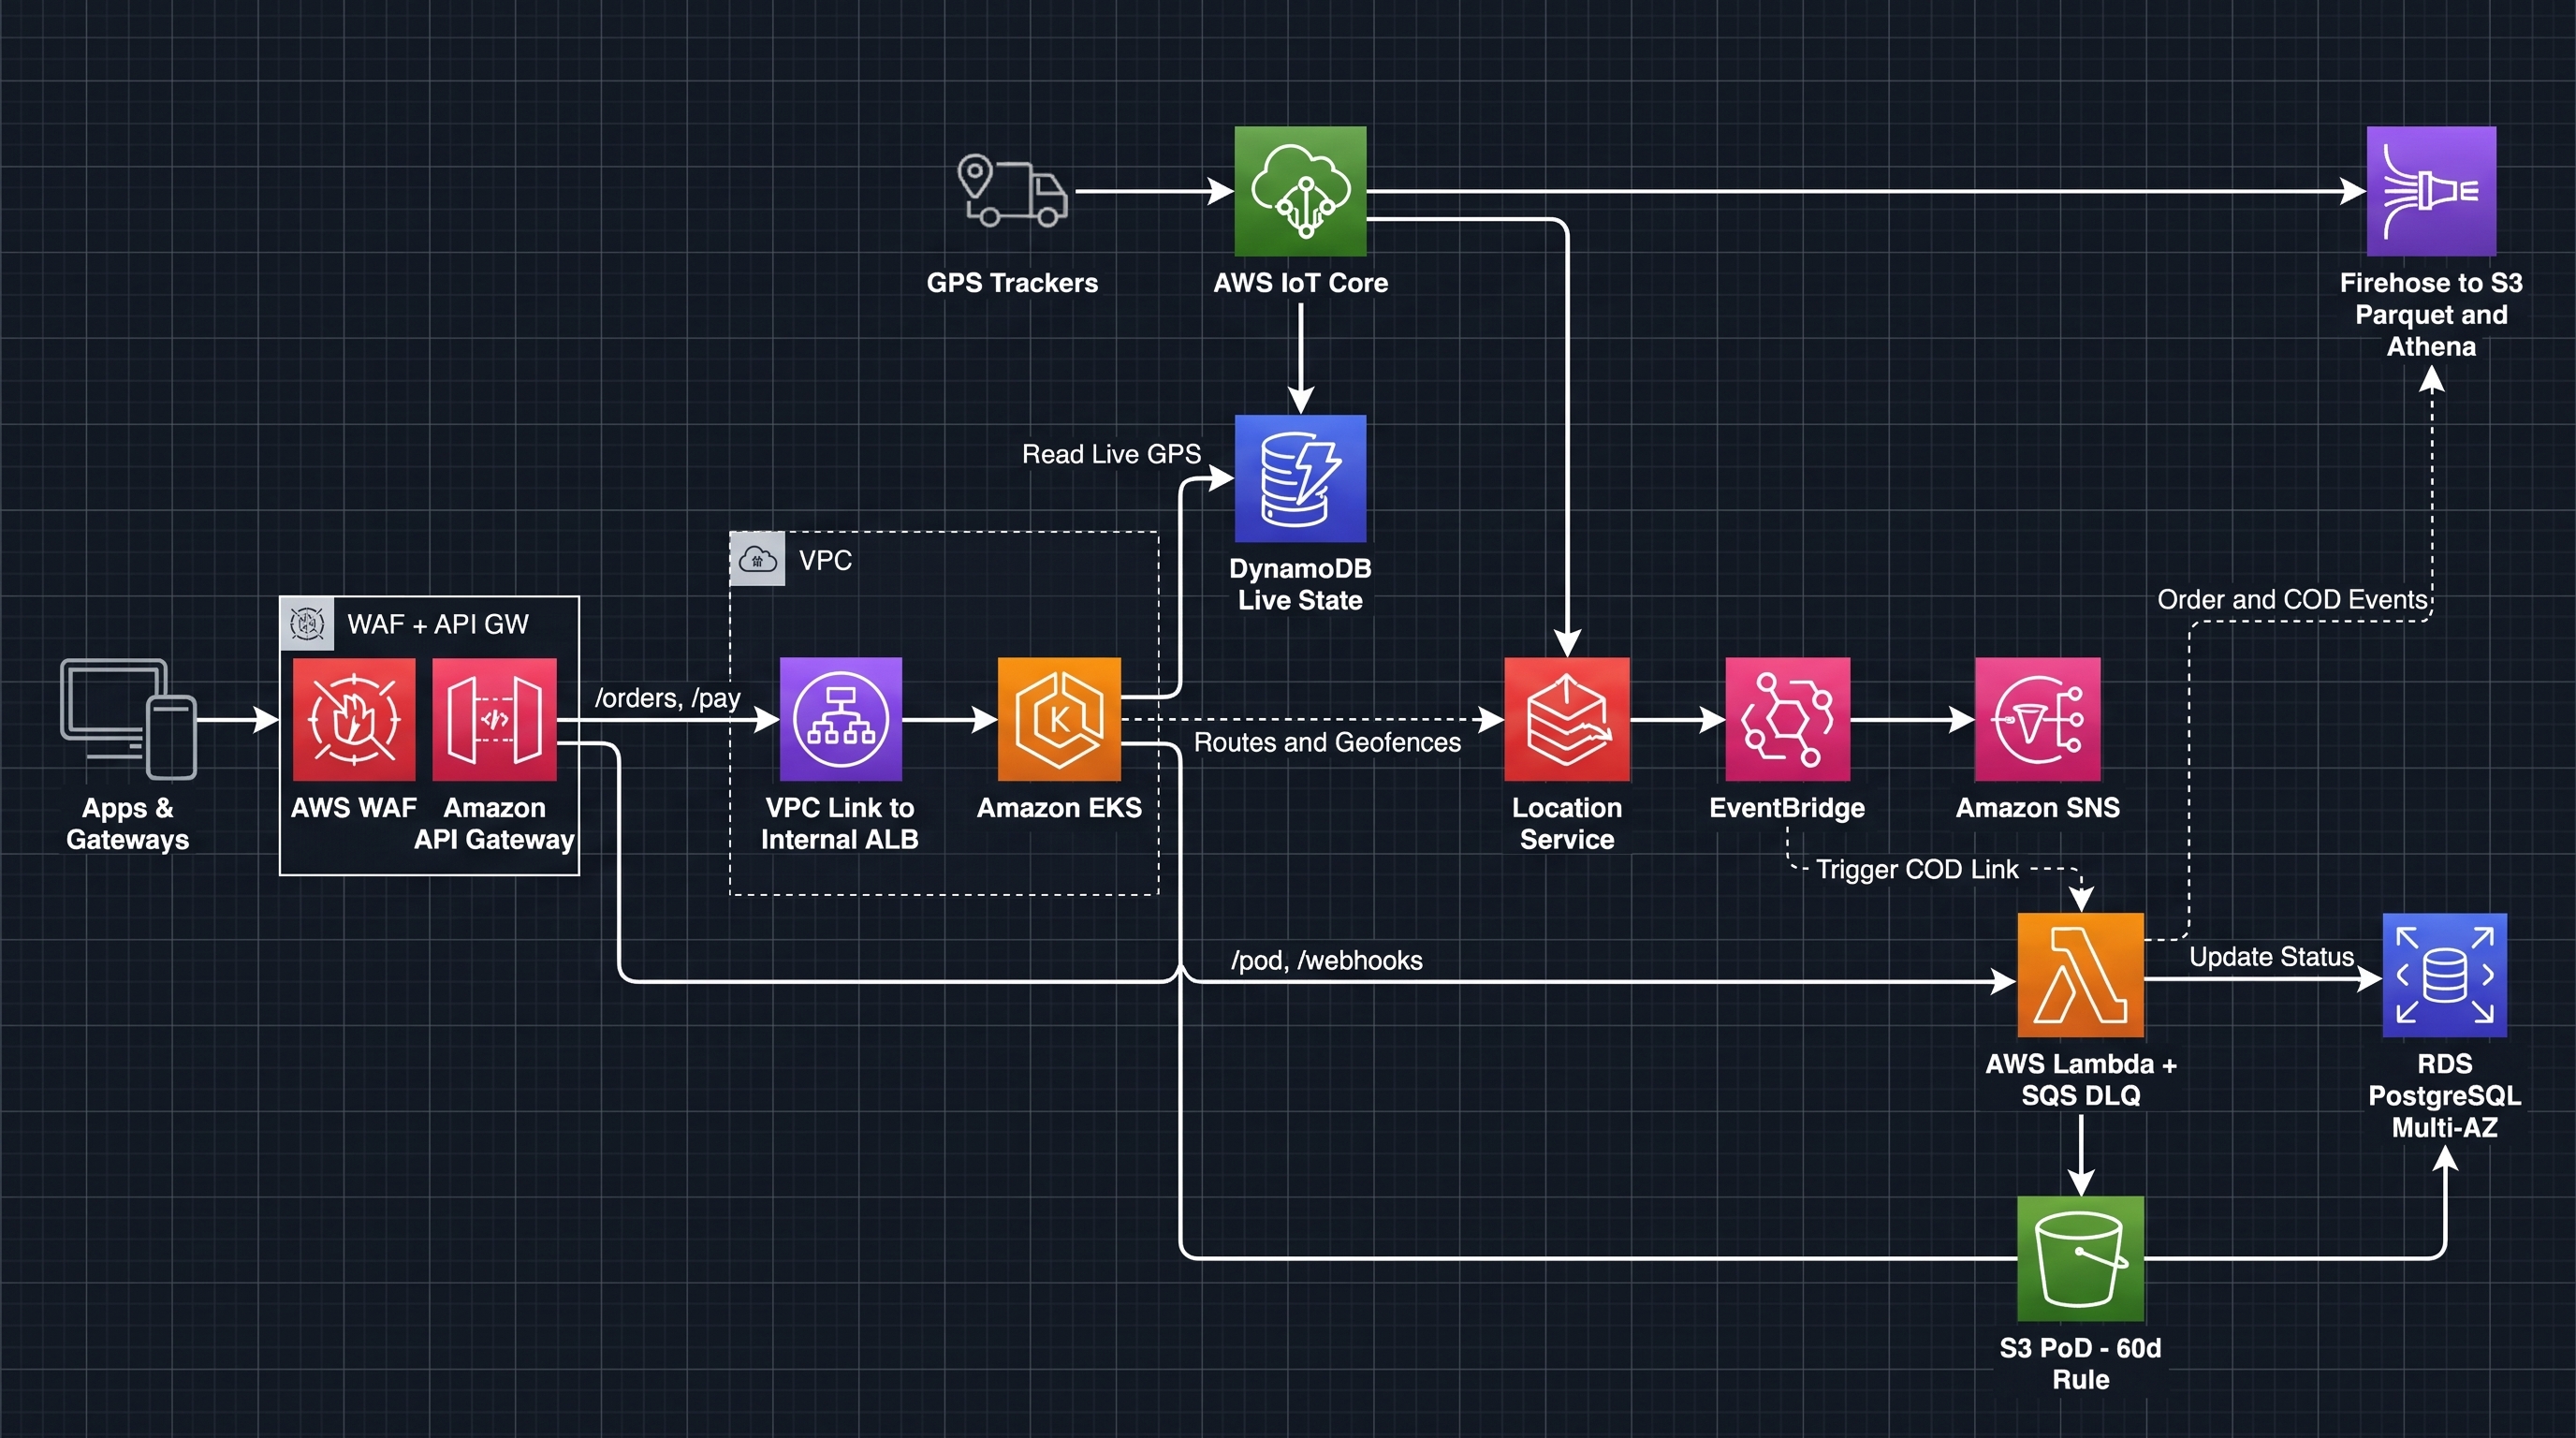 GPS Trackers
AWS IoT Core
Firehose to S3
Parquet and
Athena
Read Live GPS
DynamoDB
Live State
VPC
WAF + API GW
Order and COD Events
/orders, /pay
Routes and Geofences
Apps &
Gateways
AWS WAF
Amazon
API Gateway
VPC Link to
Internal ALB
K
Amazon EKS
Location
Service
EventBridge
Amazon SNS
Trigger COD Link
/pod, /webhooks
Update Status
AWS Lambda +
SQS DLQ
RDS
PostgreSQL
Multi-AZ
S3 PoD - 60d
Rule